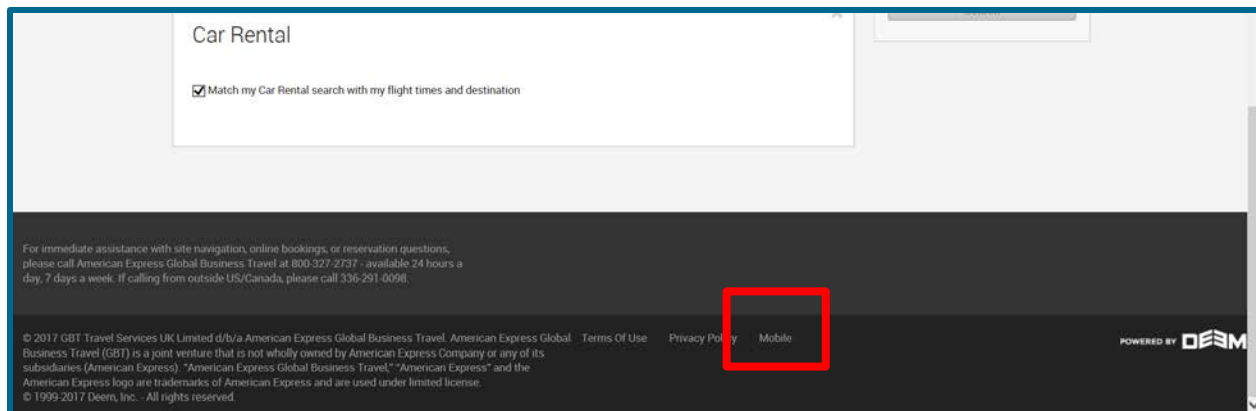 Car Rental
Match my Car Rental search with my flight times and destination
For immediate assistance with site navigation, online bookings, or reservation questions,
please call American Express Global Business Travel at 800-327-2737 - available 24 hours a
day, 7 days a week. If calling from outside US/Canada, please call 336-291-0098.
© 2017 GBT Travel Services UK Limited d/b/a American Express Global Business Travel. American Express Global
Business Travel (GBT) is a joint venture that is not wholly owned by American Express Company or any of its
subsidiaries (American Express). "American Express Global Business Travel," "American Express" and the
American Express logo are trademarks of American Express and are used under limited license.
© 1999-2017 Deem, Inc. - All rights reserved.
Terms Of Use Privacy Policy Mobile
POWERED BY DEEM